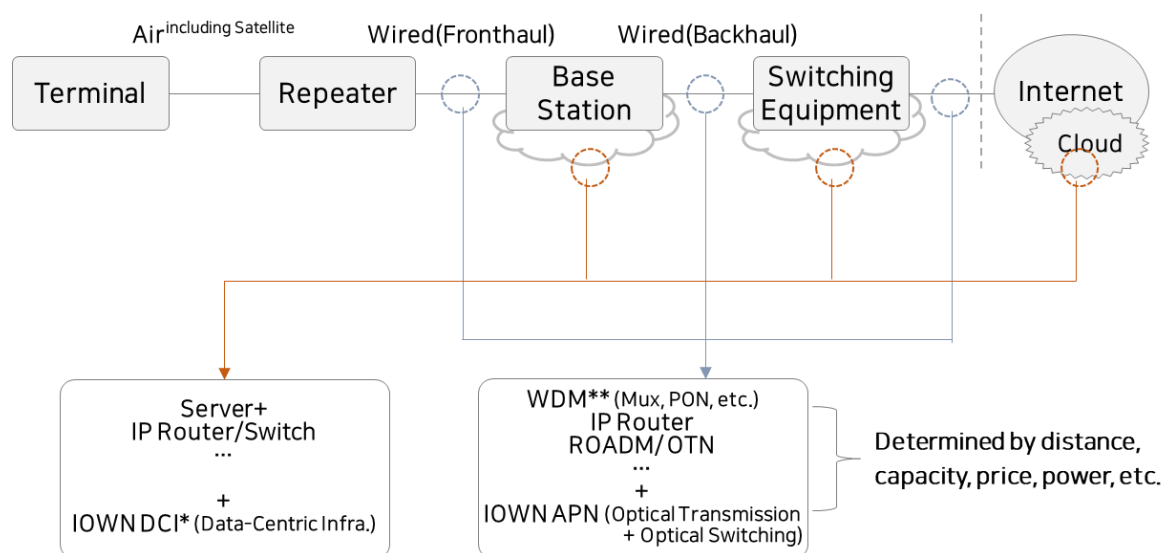 Air including Satellite
Wired(Fronthaul)
Wired(Backhaul)
Terminal
Repeater
Base
Station
Switching
Equipment
Internet
Cloud
Server+
IP Router/Switch
...
+
IOWN DCI* (Data-Centric Infra.)
WDM** (Mux, PON, etc.)
IP Router
ROADM/OTN
...
+
IOWN APN (Optical Transmission
+ Optical Switching)
Determined by distance,
capacity, price, power, etc.